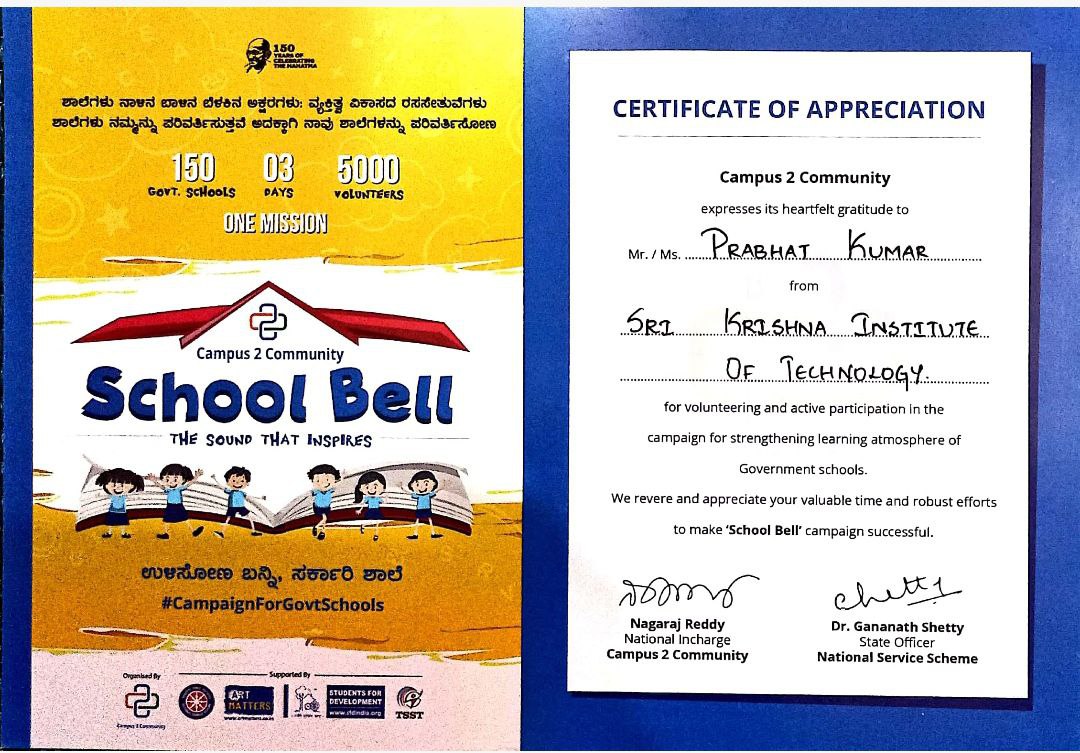 150
YEARS OF
CELEBRATING
THE MAHATMA
ಶಾಲೆಗಳು ನಾಳಿನ ಬಾಳಿನ ಬೆಳಕಿನ ಅಕ್ಷರಗಳು: ವ್ಯಕ್ತಿತ್ವ ವಿಕಾಸದ ರಸಸೇತುವೆಗಳು
ಶಾಲೆಗಳು ನಮ್ಮನ್ನು ಪರಿವರ್ತಿಸುತ್ತವೆ ಅದಕ್ಕಾಗಿ ನಾವು ಶಾಲೆಗಳನ್ನು ಪರಿವರ್ತಿಸೋಣ
150 03 5000
GOVT. SCHOOLS DAYS VOLUNTEERS
ONE MISSION
Campus 2 Community
School Bell
THE SOUND THAT INSPIRES
ಉಳಿಸೋಣ ಬನ್ನಿ, ಸರ್ಕಾರಿ ಶಾಲೆ
#CampaignForGovtSchools
Organised By
Campus 2 Community
Supported By
ART
MATTERS
www.artmatters.co.in
STUDENTS FOR
DEVELOPMENT
www.sfdindia.org
TSST
CERTIFICATE OF APPRECIATION
Campus 2 Community
expresses its heartfelt gratitude to
Mr. / Ms. PRABHAT KUMAR
from
SRI KRISHNA INSTITUTE
OF TECHNOLOGY.
for volunteering and active participation in the
campaign for strengthening learning atmosphere of
Government schools.
We revere and appreciate your valuable time and robust efforts
to make ‘School Bell’ campaign successful.
Nagaraj Reddy
National Incharge
Campus 2 Community
Chetty
Dr. Gananath Shetty
State Officer
National Service Scheme